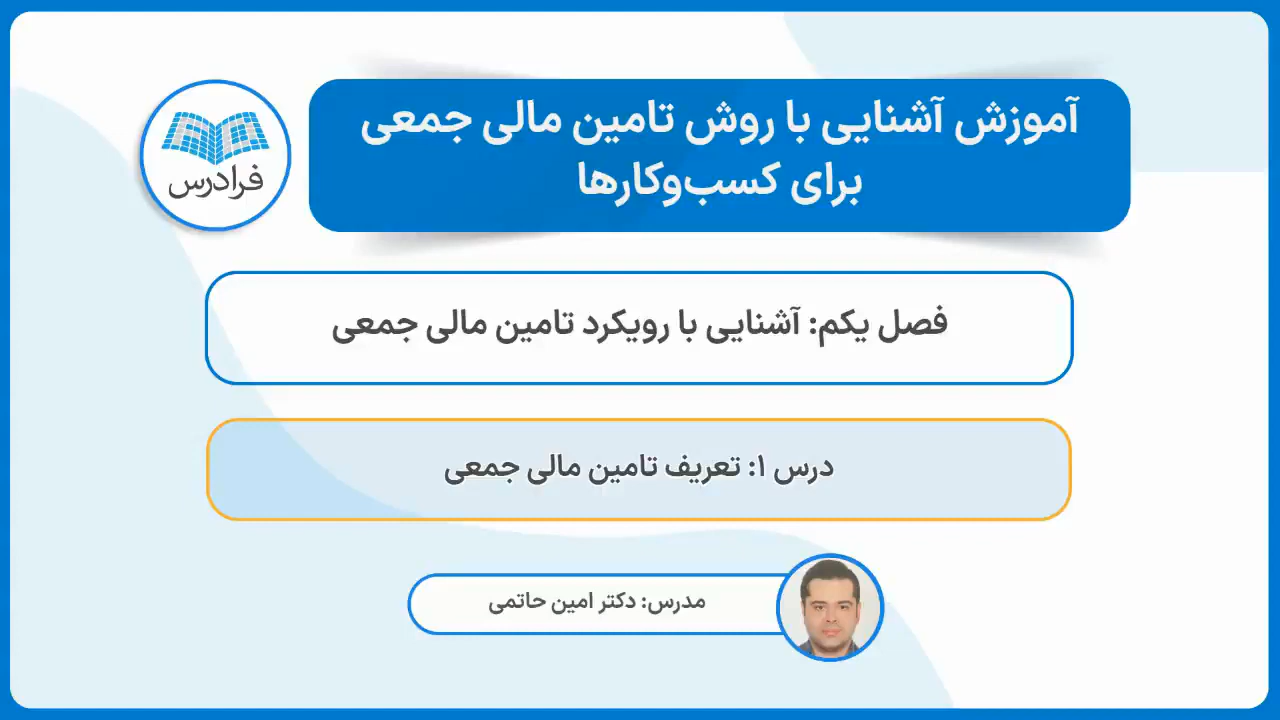 آموزش آشنایی با روش تامین مالی جمعی
برای کسب‌وکارها
فرادرس
فصل یکم: آشنایی با رویکرد تامین مالی جمعی
درس ۱: تعریف تامین مالی جمعی
مدرس: دکتر امین حاتمی